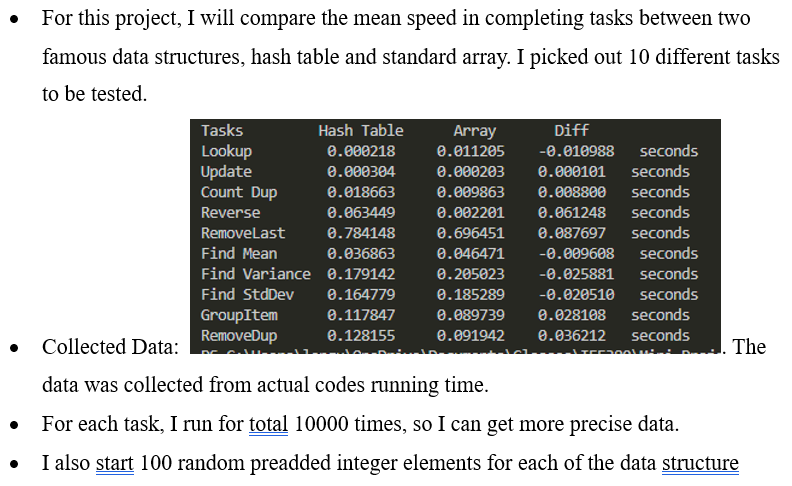 • For this project, I will compare the mean speed in completing tasks between two
famous data structures, hash table and standard array. I picked out 10 different tasks
to be tested.
Tasks Hash Table Array Diff
Lookup 0.000218 0.011205 -0.010988 seconds
Update 0.000304 0.000203 0.000101 seconds
Count Dup 0.018663 0.009863 0.008800 seconds
Reverse 0.063449 0.002201 0.061248 seconds
RemoveLast 0.784148 0.696451 0.087697 seconds
Find Mean 0.036863 0.046471 -0.009608 seconds
Find Variance 0.179142 0.205023 -0.025881 seconds
Find StdDev 0.164779 0.185289 -0.020510 seconds
GroupItem 0.117847 0.089739 0.028108 seconds
RemoveDup 0.128155 0.091942 0.036212 seconds
• Collected Data: . The
data was collected from actual codes running time.
• For each task, I run for total 10000 times, so I can get more precise data.
• I also start 100 random preadded integer elements for each of the data structure